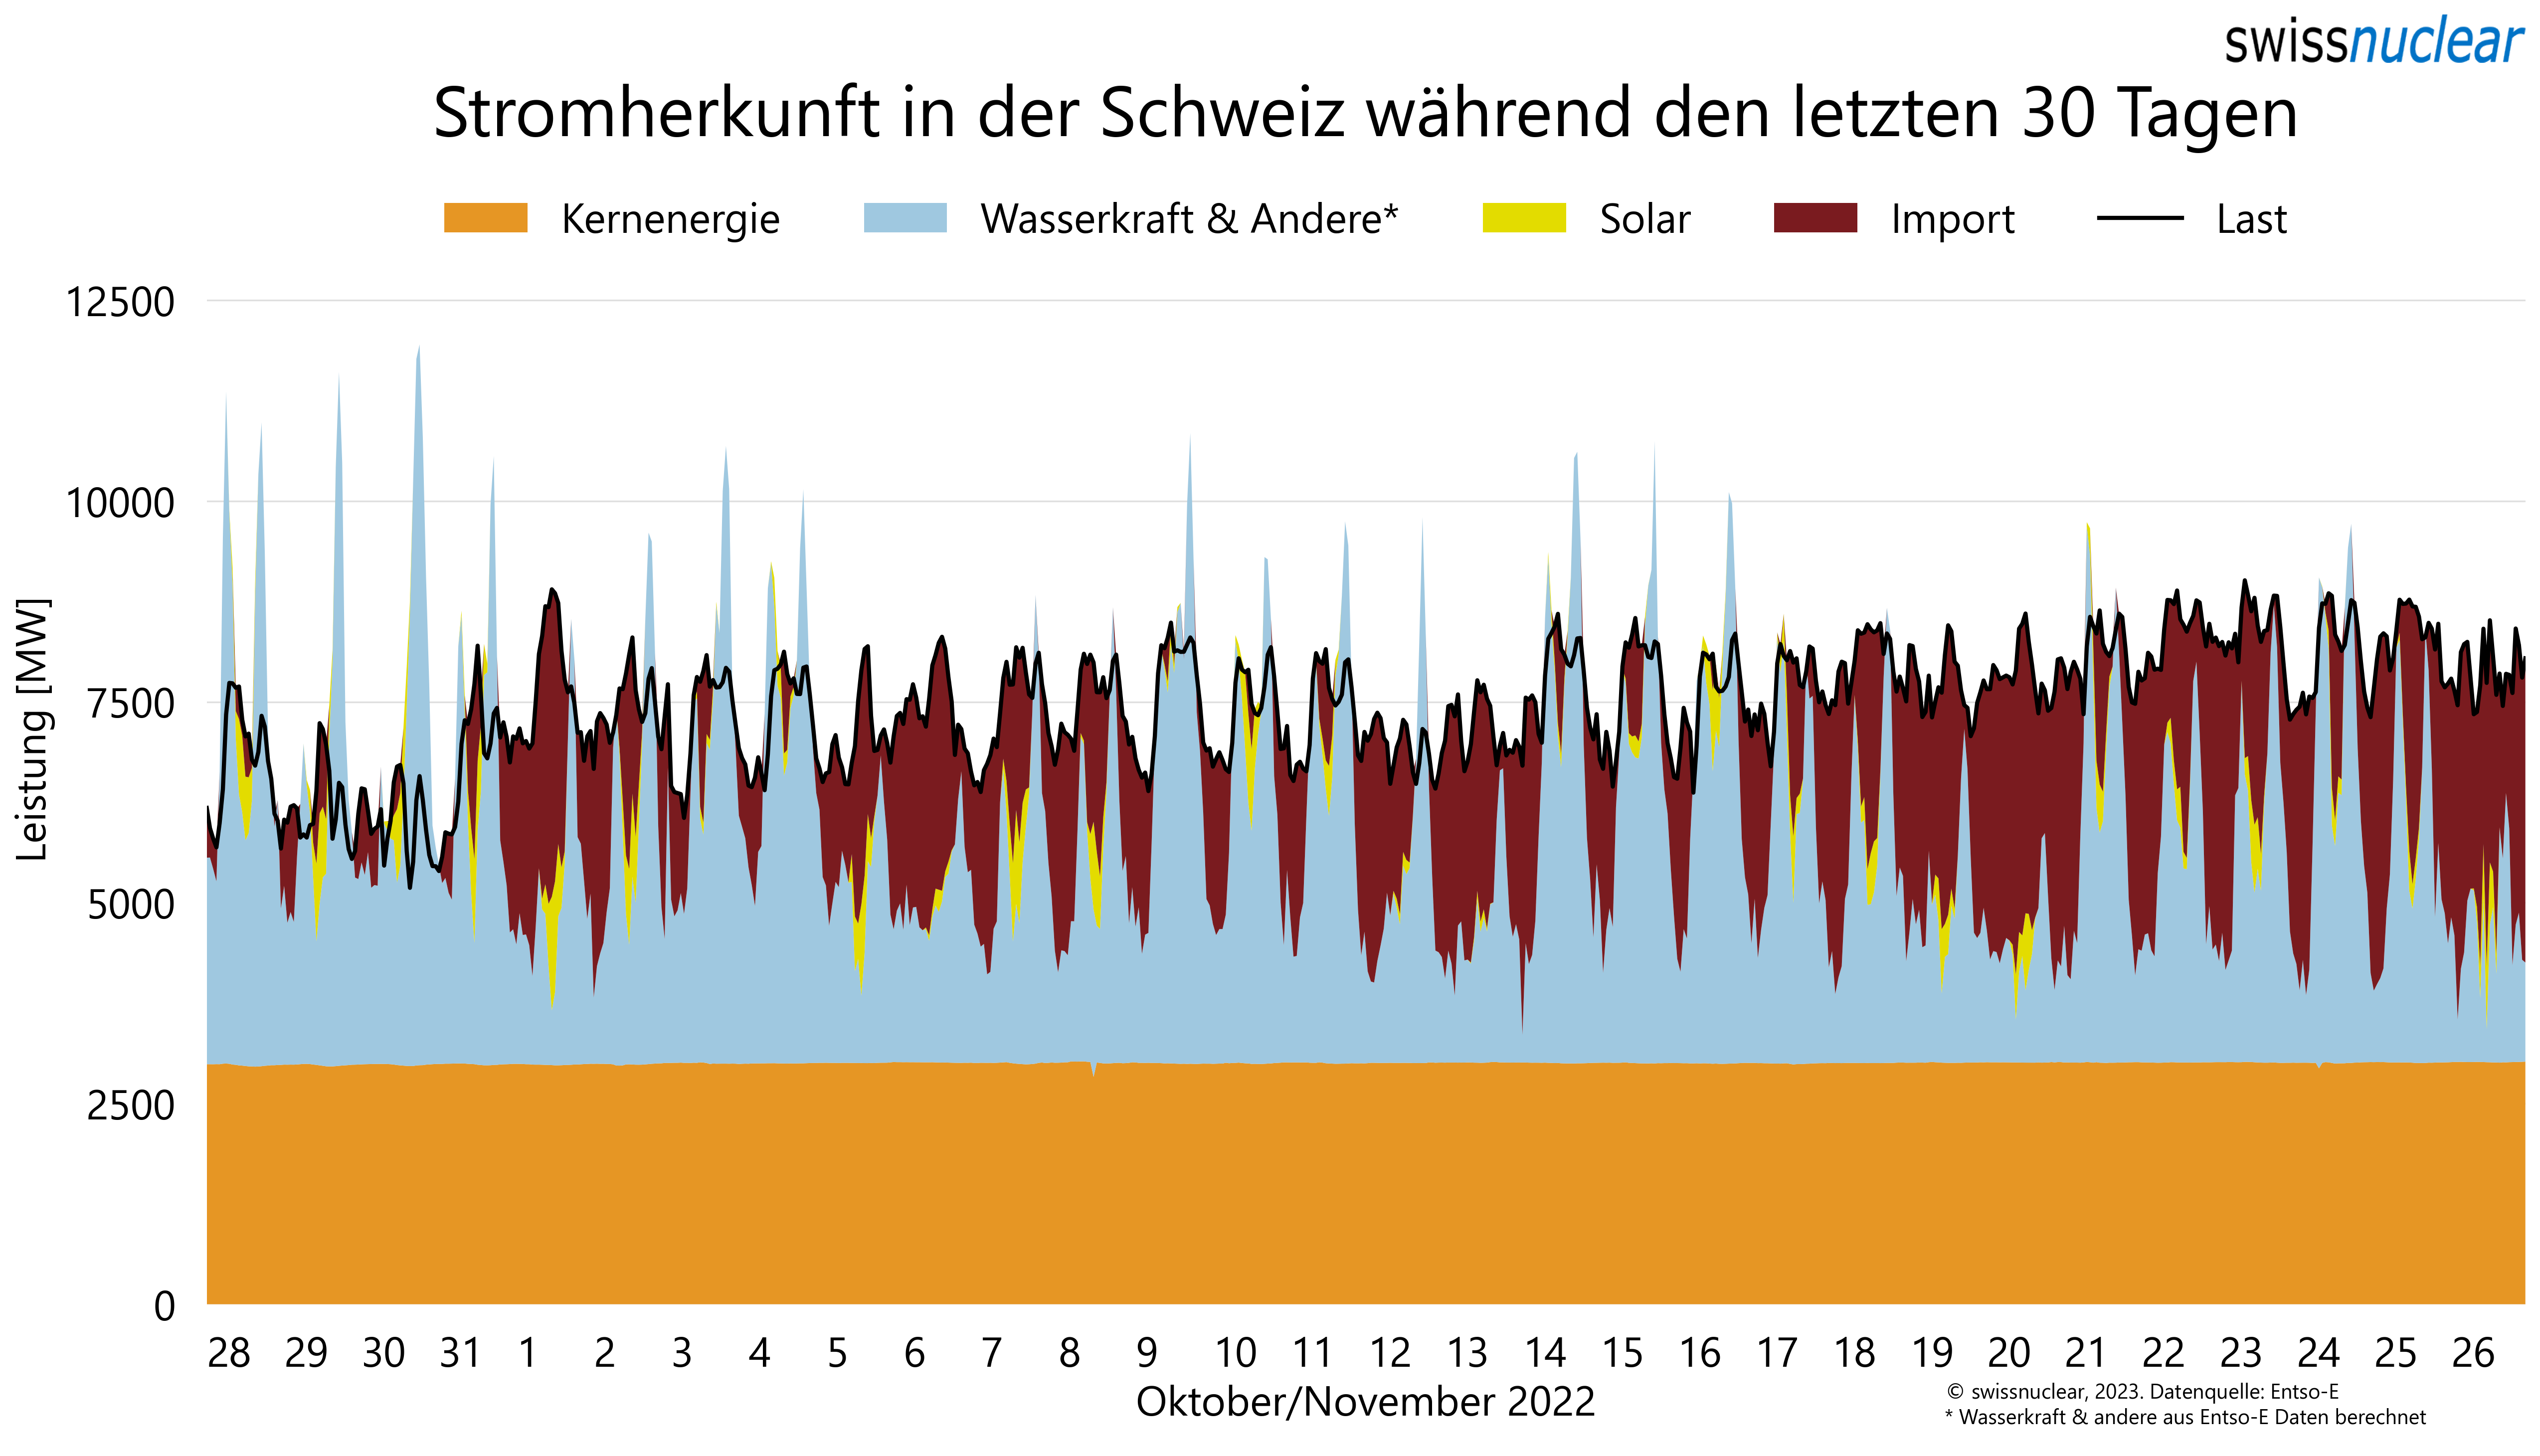 swissnuclear
Stromherkunft in der Schweiz während den letzten 30 Tagen
Kernenergie Wasserkraft & Andere* Solar Import Last
12500
10000
7500
5000
2500
0
Leistung [MW]
28 29 30 31 1 2 3 4 5 6 7 8 9 10 11 12 13 14 15 16 17 18 19 20 21 22 23 24 25 26
Oktober/November 2022
© swissnuclear, 2023. Datenquelle: Entso-E
* Wasserkraft & andere aus Entso-E Daten berechnet